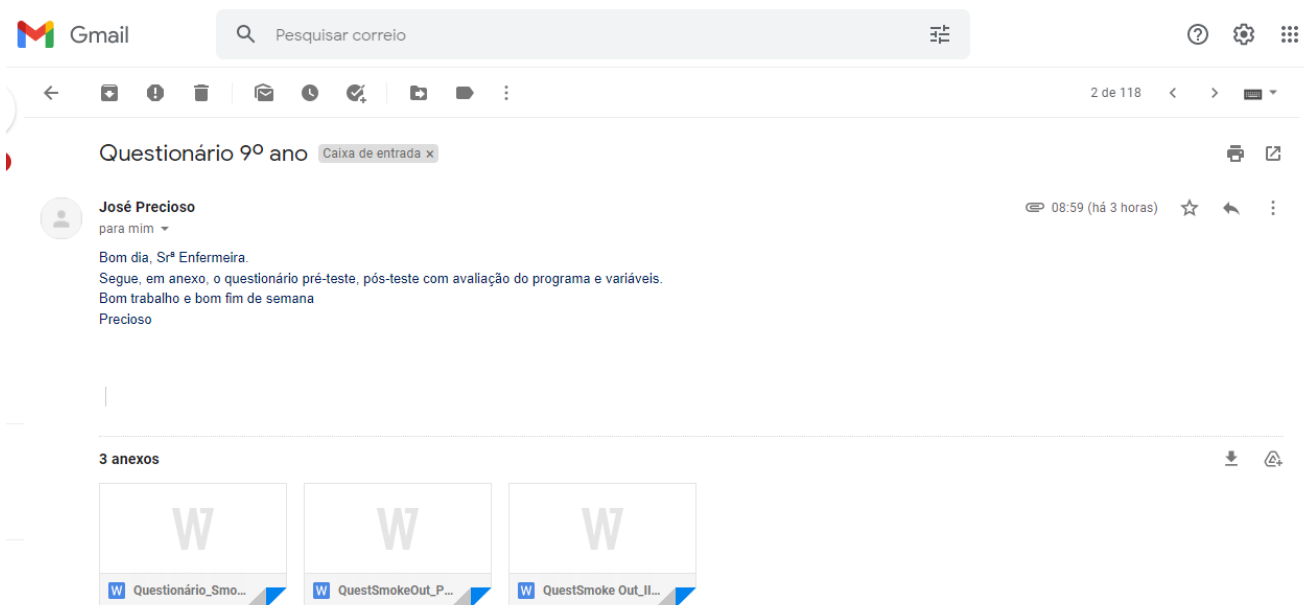 Gmail
Pesquisar correio
2 de 118
Questionário 9º ano Caixa de entrada x
José Precioso 08:59 (há 3 horas)
para mim
Bom dia, Srª Enfermeira.
Segue, em anexo, o questionário pré-teste, pós-teste com avaliação do programa e variáveis.
Bom trabalho e bom fim de semana
Precioso
3 anexos
W W W
W Questionário_Smo... W QuestSmokeOut_P... W QuestSmoke Out_II...